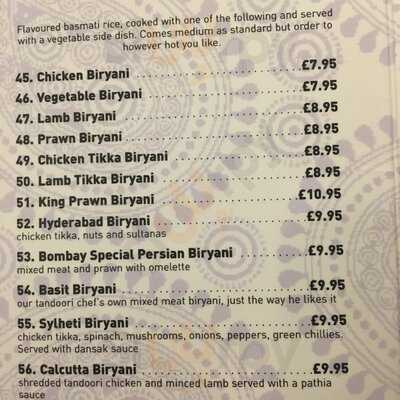 Flavoured basmati rice, cooked with one of the following and served
with a vegetable side dish. Comes medium as standard but order to
however hot you like.
45. Chicken Biryani £7.95
46. Vegetable Biryani £7.95
47. Lamb Biryani £8.95
48. Prawn Biryani £8.95
49. Chicken Tikka Biryani £8.95
50. Lamb Tikka Biryani £8.95
51. King Prawn Biryani £10.95
52. Hyderabad Biryani £9.95
chicken tikka, nuts and sultanas
53. Bombay Special Persian Biryani £9.95
mixed meat and prawn with omelette
54. Basit Biryani £9.95
our tandoori chef's own mixed meat biryani, just the way he likes it
55. Sylheti Biryani £9.95
chicken tikka, spinach, mushrooms, onions, peppers, green chillies.
Served with dansak sauce
56. Calcutta Biryani £9.95
shredded tandoori chicken and minced lamb served with a pathia
sauce